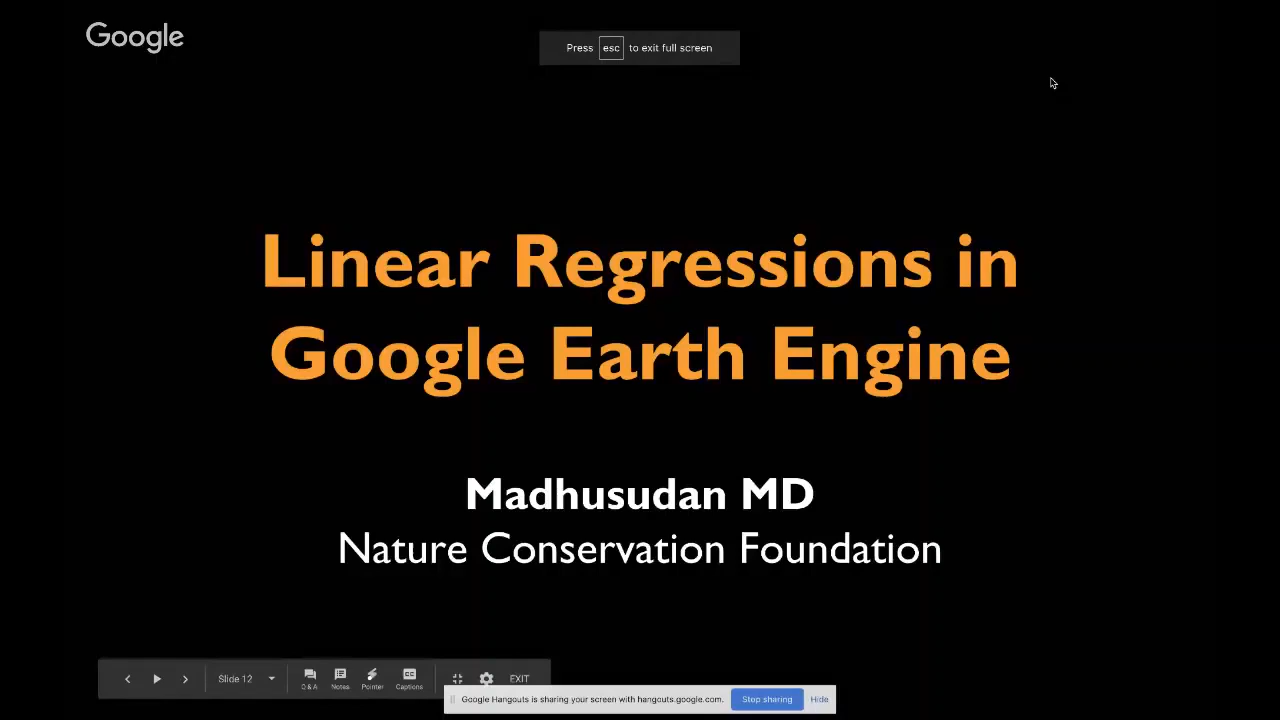 Google
Press esc to exit full screen
Linear Regressions in
Google Earth Engine
Madhusudan MD
Nature Conservation Foundation
Slide 12
Q & A Notes Pointer Captions
EXIT
Google Hangouts is sharing your screen with hangouts.google.com. Stop sharing Hide